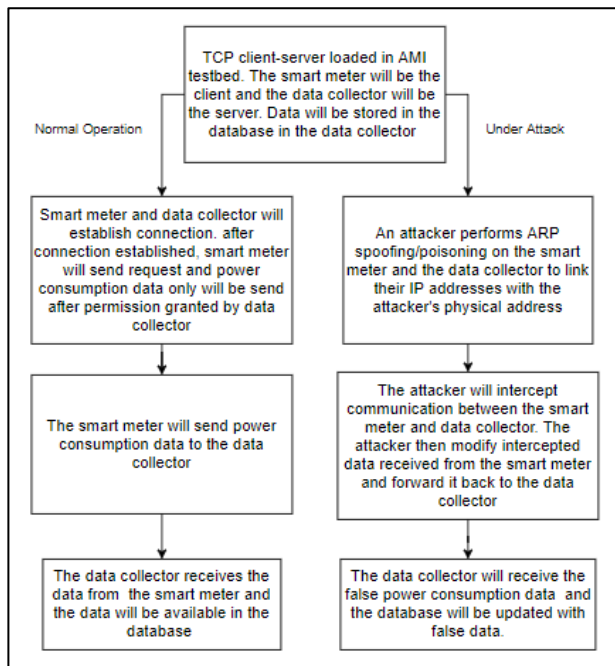 TCP client-server loaded in AMI
testbed. The smart meter will be the
client and the data collector will be
the server. Data will be stored in the
database in the data collector
Normal Operation
Under Attack
Smart meter and data collector will
establish connection. after
connection established, smart meter
will send request and power
consumption data only will be send
after permission granted by data
collector
An attacker performs ARP
spoofing/poisoning on the smart
meter and the data collector to link
their IP addresses with the
attacker's physical address
The smart meter will send power
consumption data to the data
collector
The attacker will intercept
communication between the smart
meter and data collector. The
attacker then modify intercepted
data received from the smart meter
and forward it back to the data
collector
The data collector receives the
data from the smart meter and
the data will be available in the
database
The data collector will receive the
false power consumption data and
the database will be updated with
false data.